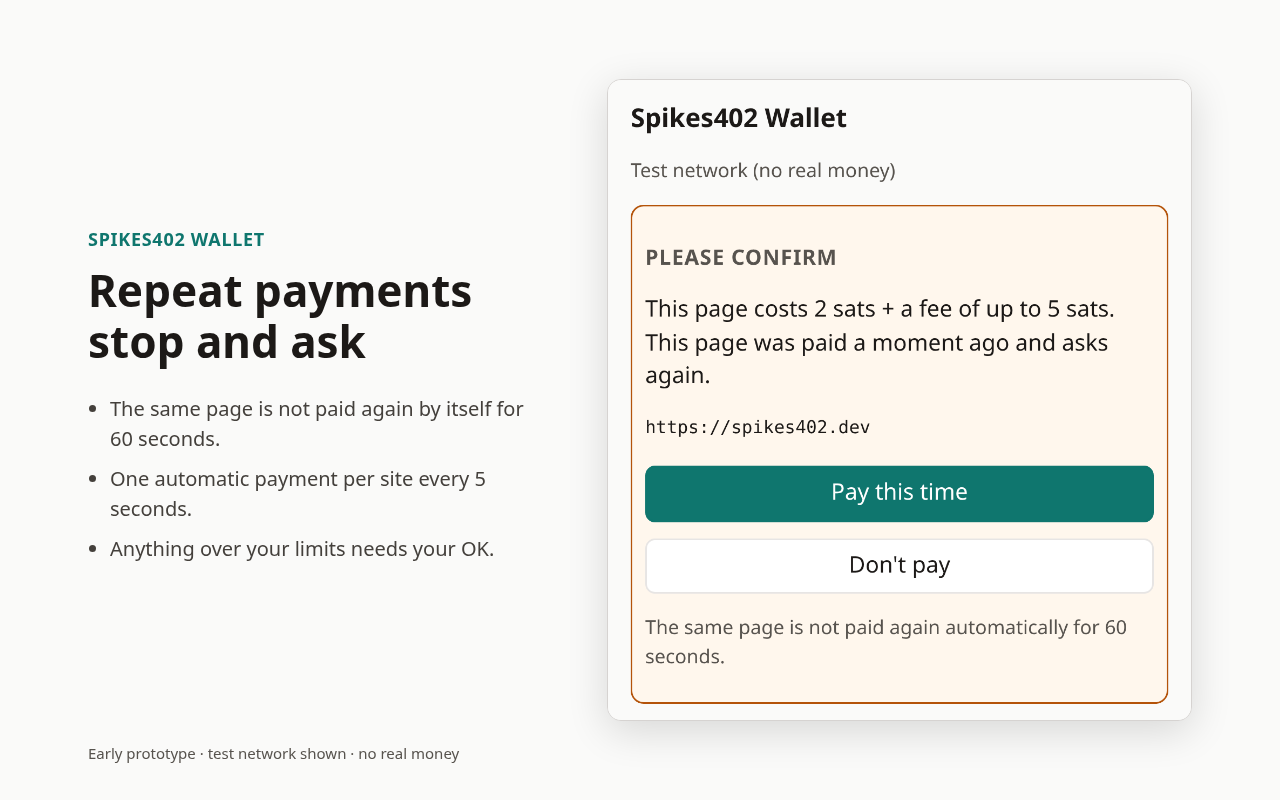 SPIKES402 WALLET
Repeat payments
stop and ask
• The same page is not paid again by itself for
60 seconds.
• One automatic payment per site every 5
seconds.
• Anything over your limits needs your OK.
Early prototype · test network shown · no real money
Spikes402 Wallet
Test network (no real money)
PLEASE CONFIRM
This page costs 2 sats + a fee of up to 5 sats.
This page was paid a moment ago and asks
again.
https://spikes402.dev
Pay this time
Don't pay
The same page is not paid again automatically for 60
seconds.